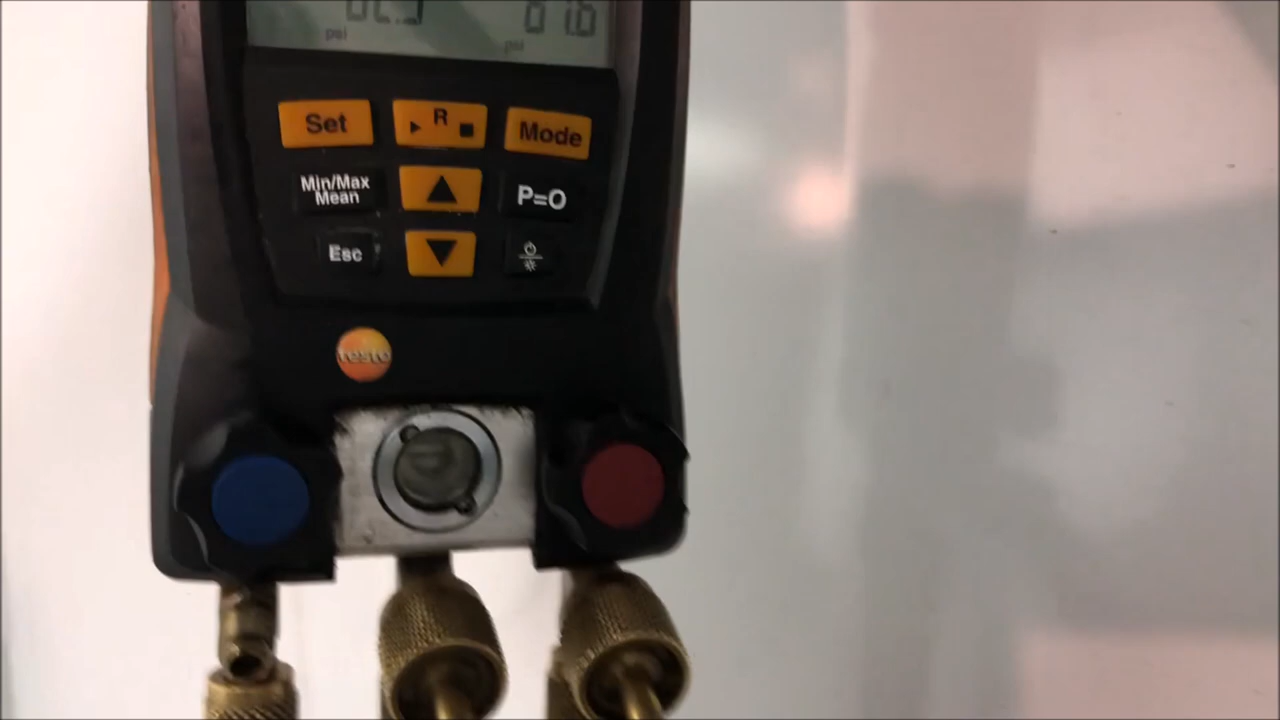 psi
psi
Set
R
Mode
Min/Max
Mean
P=O
Esc
testo